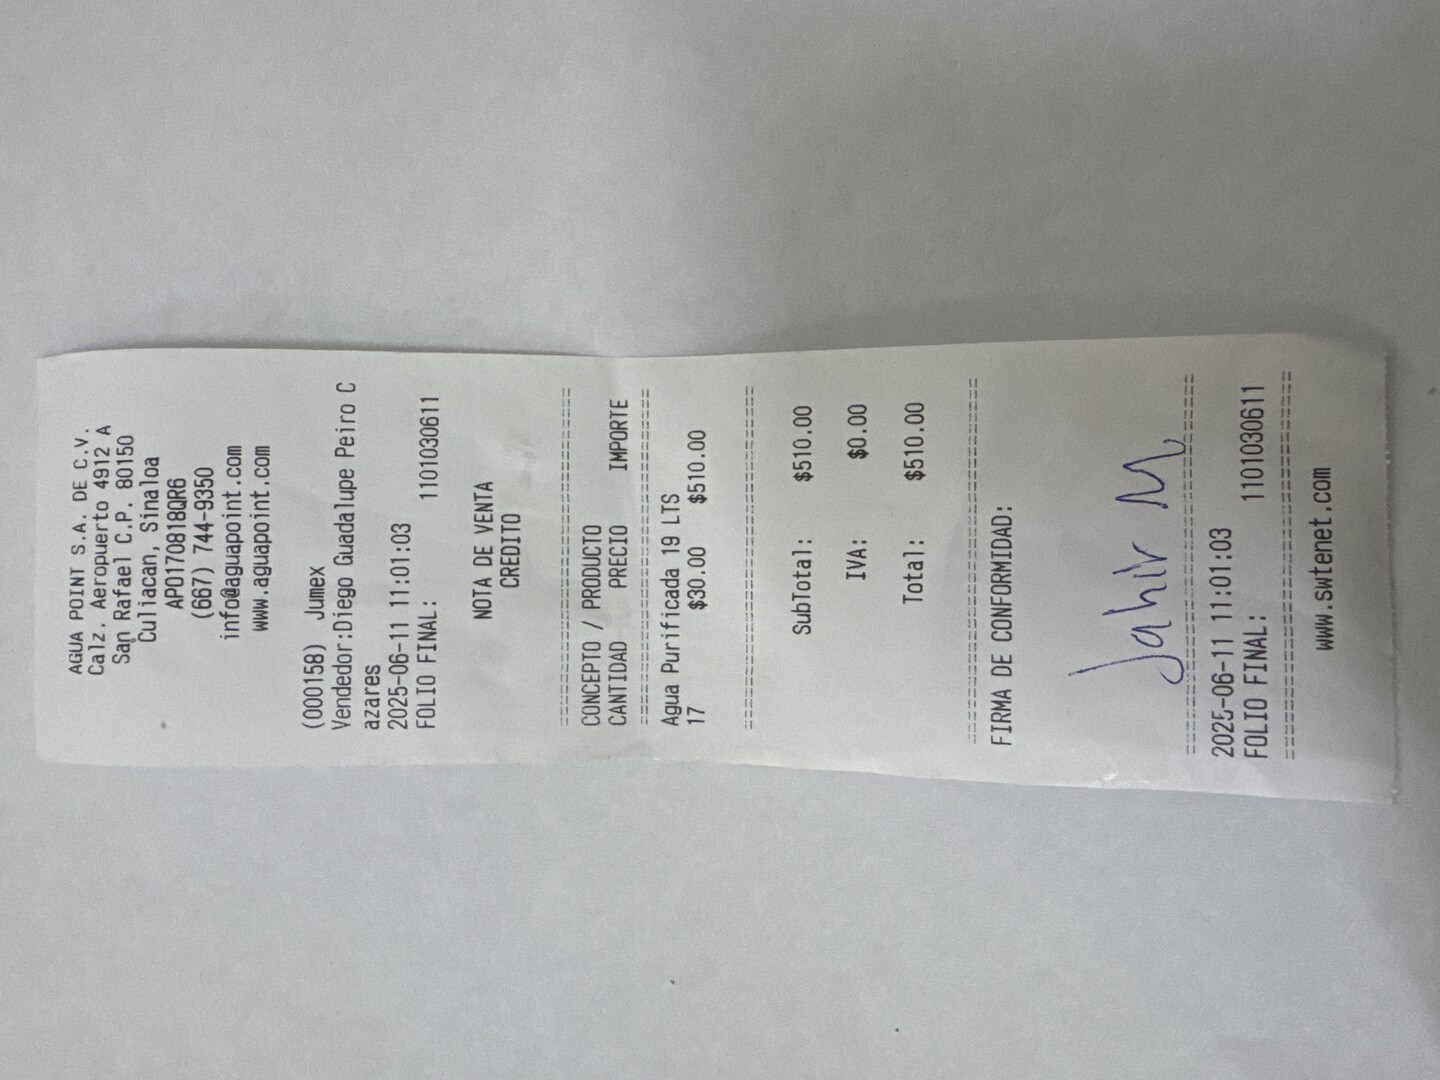 AGUA POINT S.A. DE C.V.
Calz. Aeropuerto 4912 A
San Rafael C.P. 80150
Culiacan, Sinaloa
APO170818QR6
(667) 744-9350
info@aguapoint.com
www.aguapoint.com
(000158) Jumex
Vendedor:Diego Guadalupe Peiro C
azares
2025-06-11 11:01:03
FOLIO FINAL: 1101030611
NOTA DE VENTA
CREDITO
==============================
CONCEPTO / PRODUCTO
CANTIDAD PRECIO IMPORTE
==============================
Agua Purificada 19 LTS
17 $30.00 $510.00
==============================
SubTotal: $510.00
IVA: $0.00
Total: $510.00
==============================
FIRMA DE CONFORMIDAD:
Jahir M
==============================
2025-06-11 11:01:03
FOLIO FINAL: 1101030611
==============================
www.swtenet.com